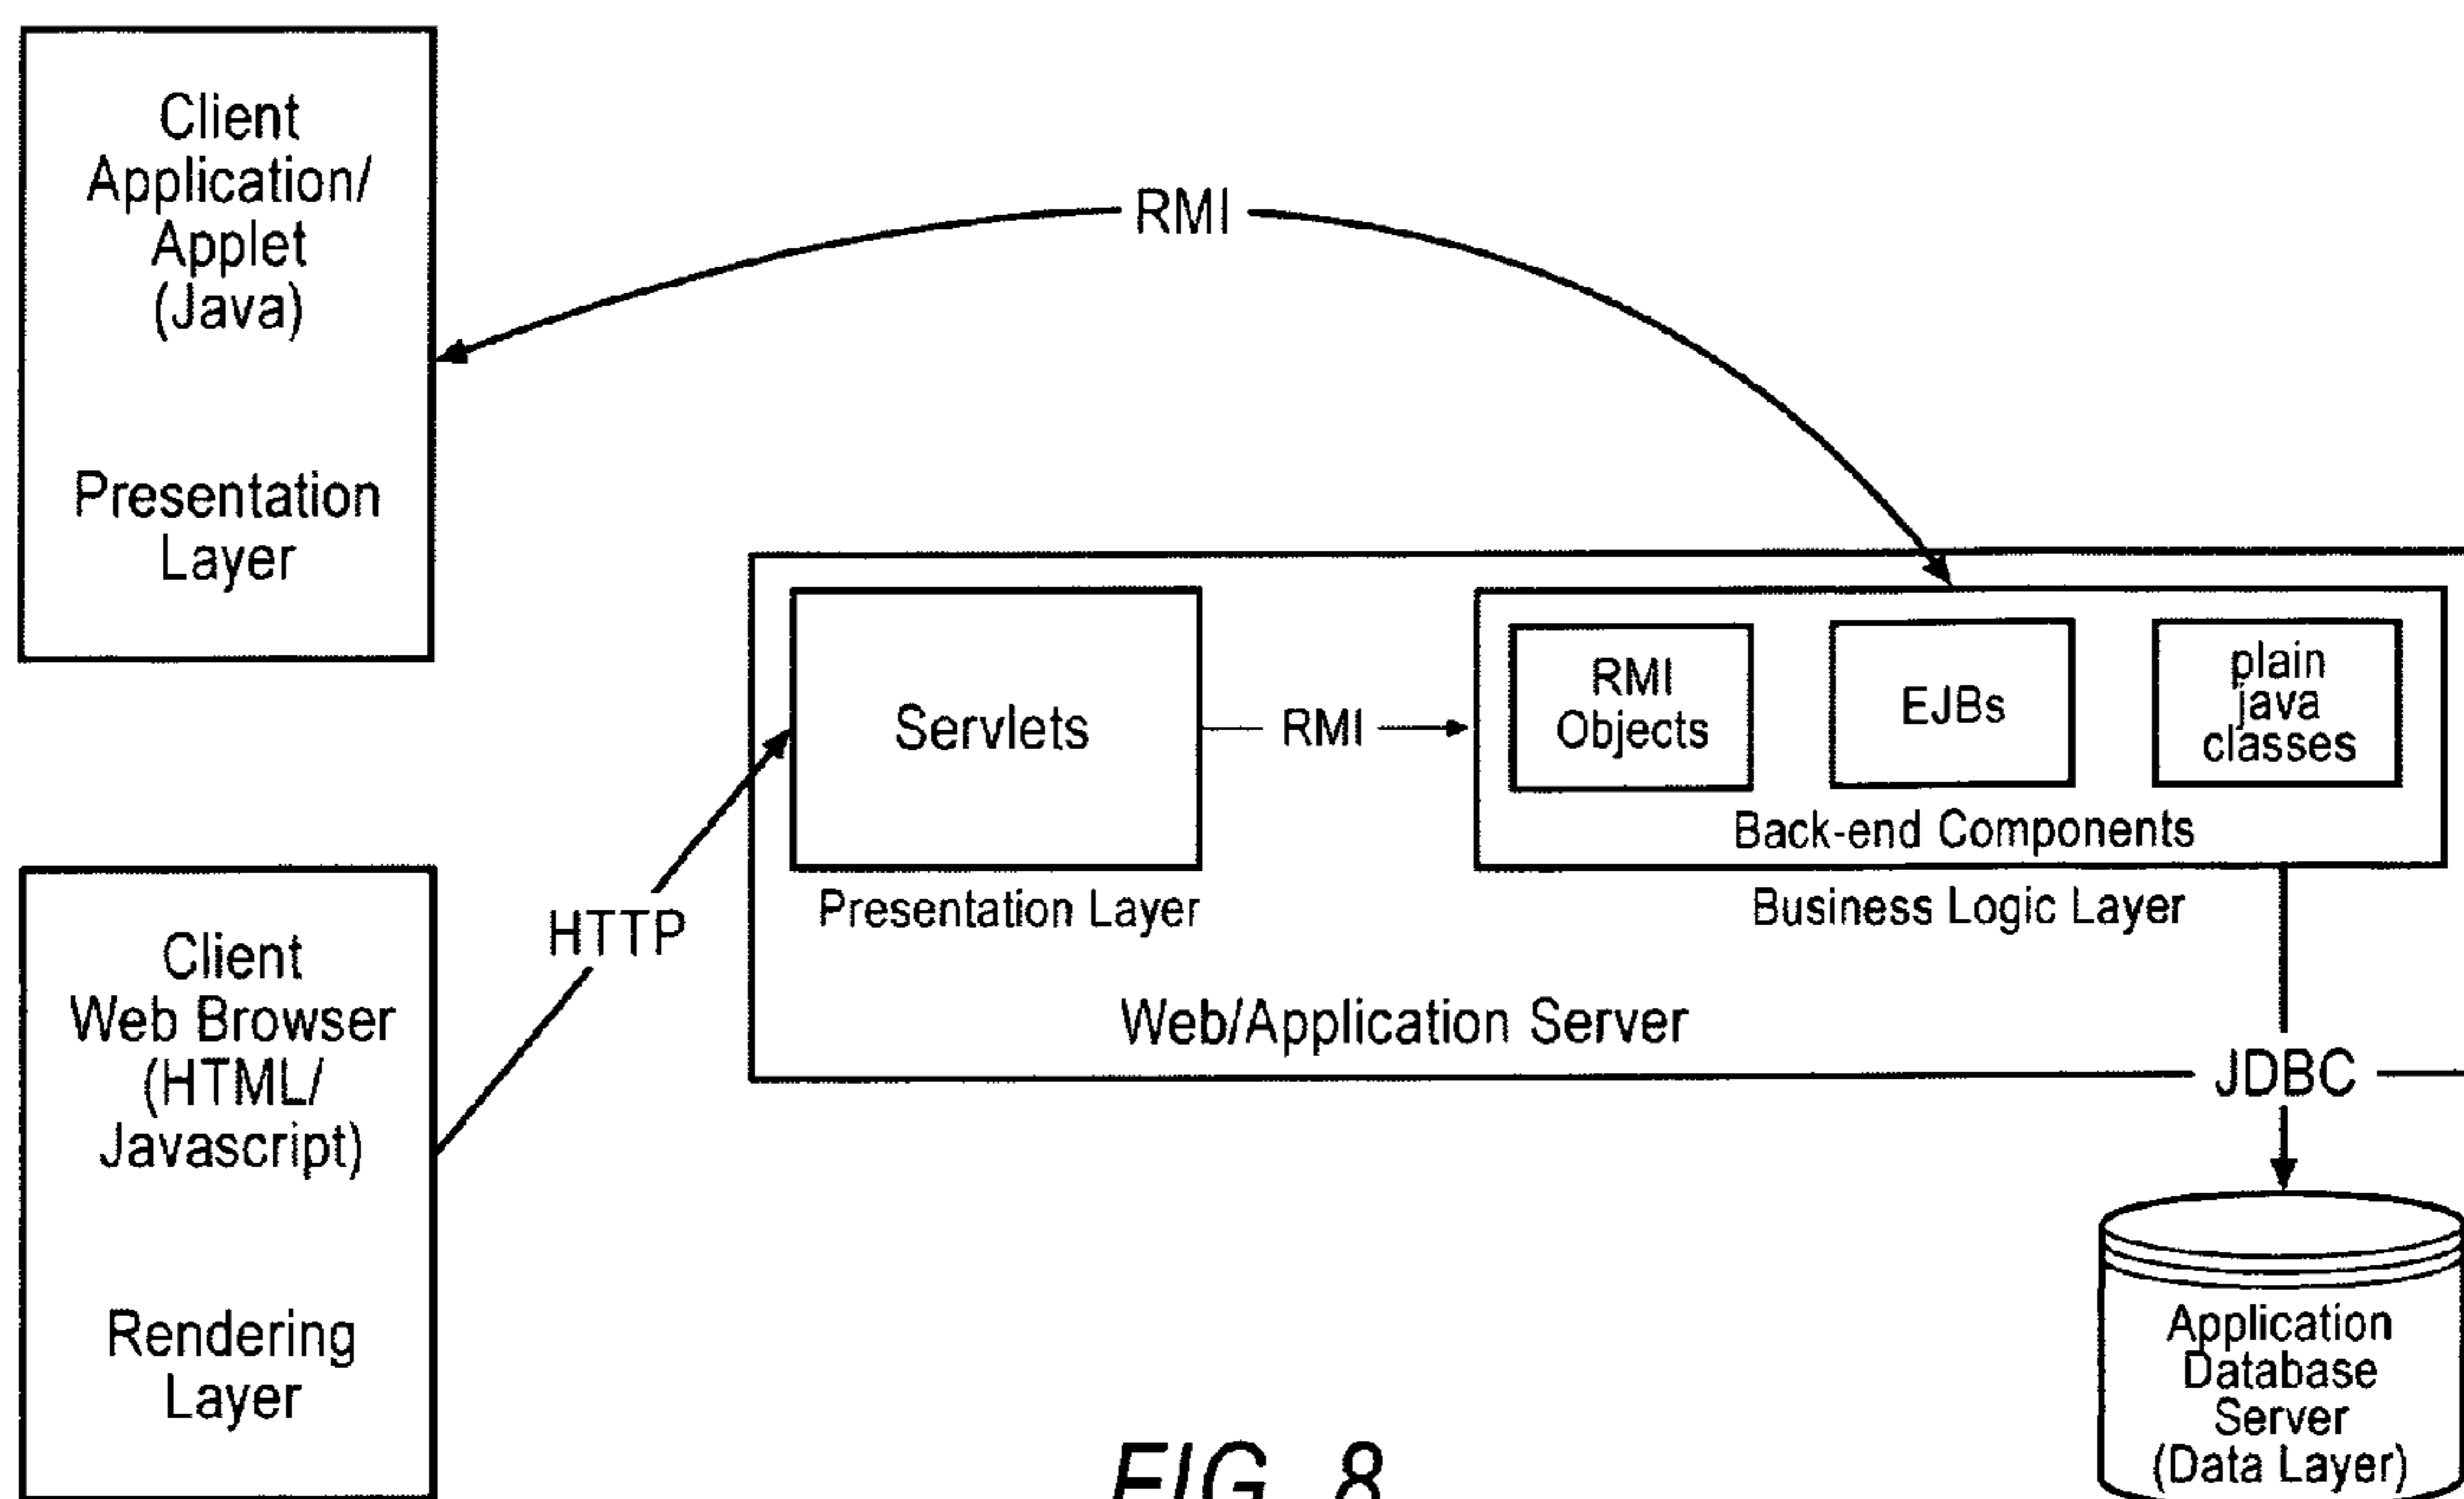 Client
Application/
Applet
(Java)
Presentation
Layer
RMI
Servlets
Presentation Layer
RMI
RMI
Objects
EJBs
plain
java
classes
Back-end Components
Business Logic Layer
Web/Application Server
HTTP
Client
Web Browser
(HTML/
Javascript)
Rendering
Layer
JDBC
Application
Database
Server
(Data Layer)
FIG. 8